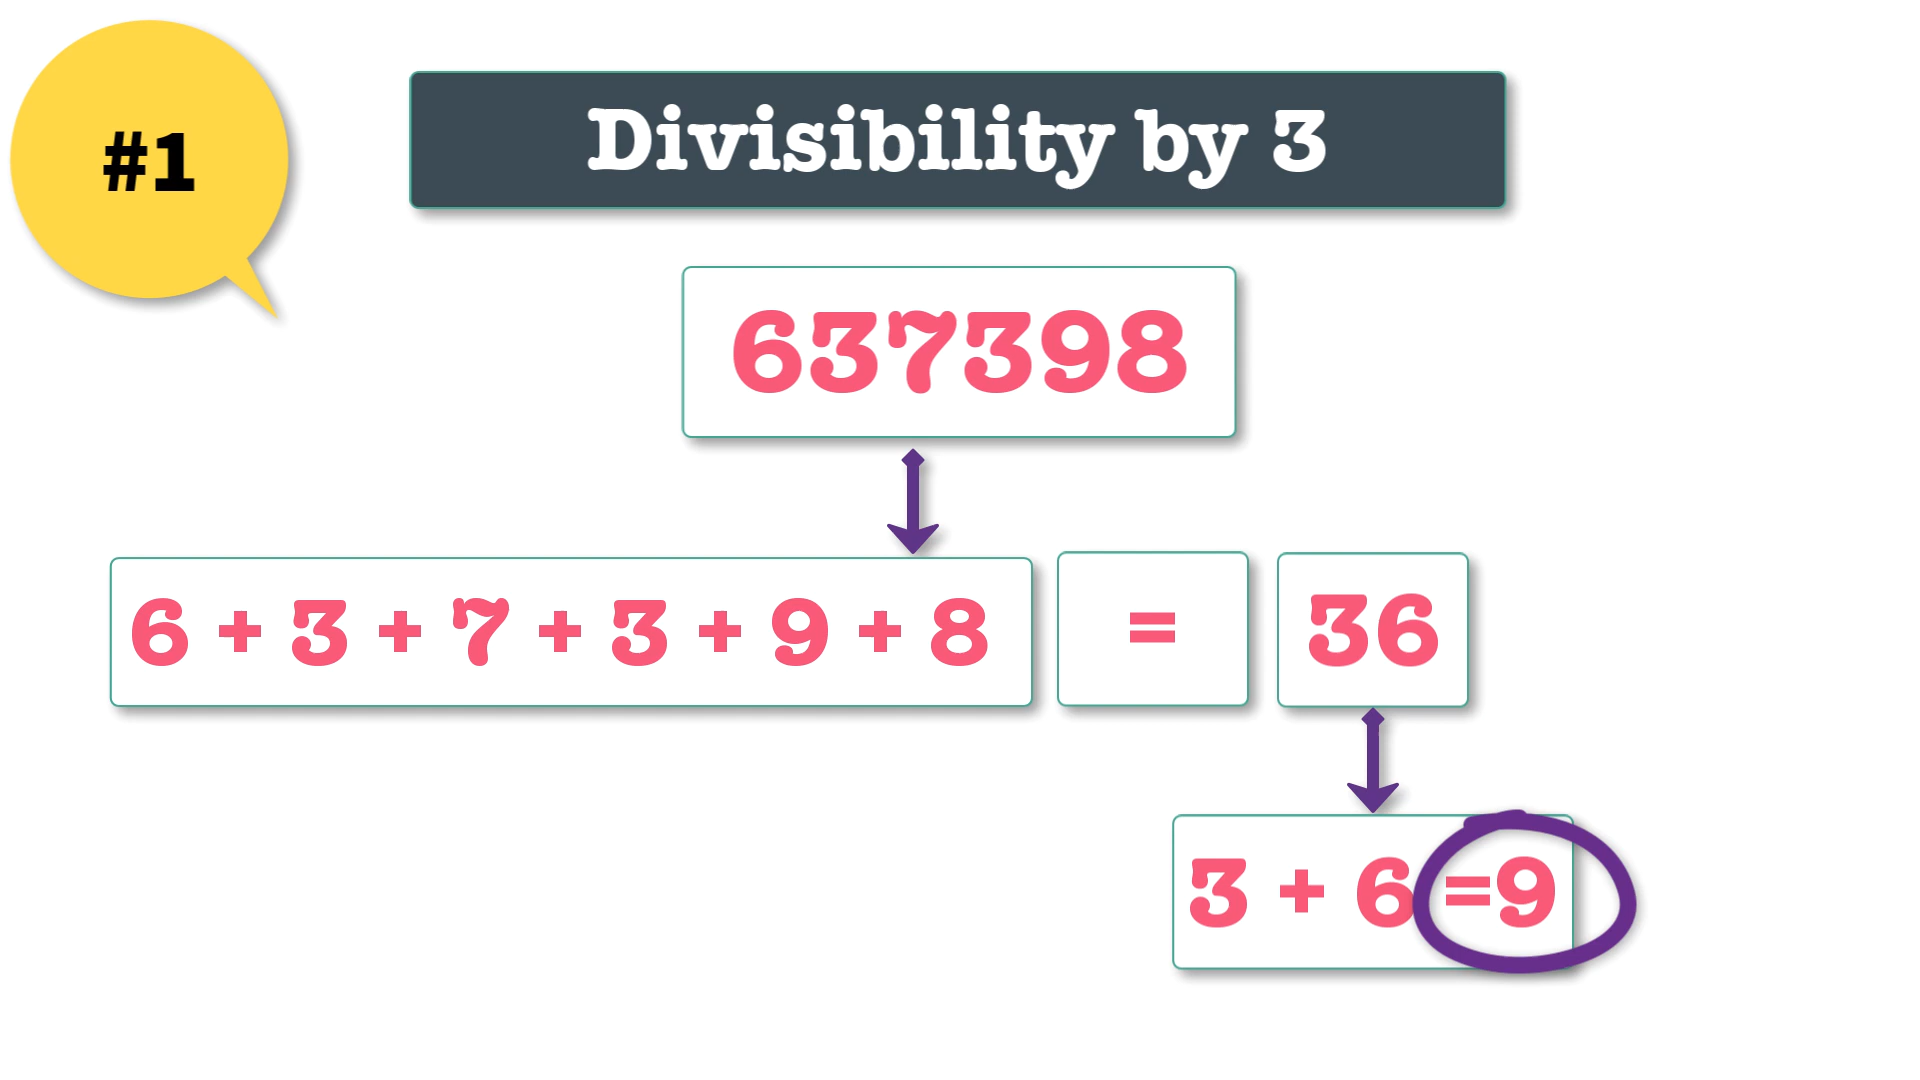 #1
Divisibility by 3
637398
6 + 3 + 7 + 3 + 9 + 8 = 36
3 + 6 =9